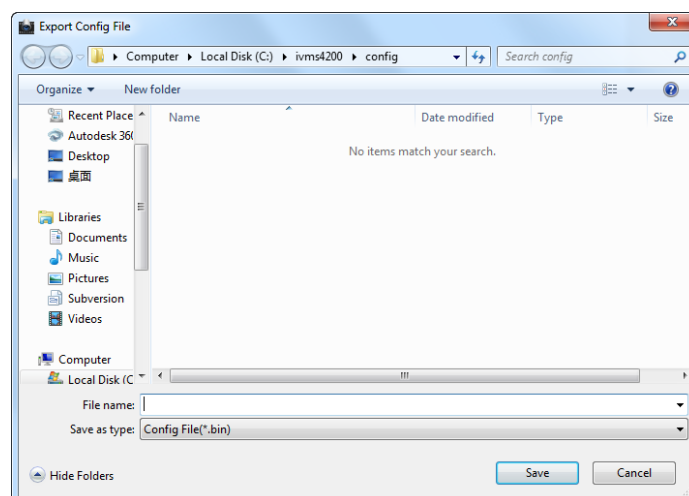 Export Config File
Computer Local Disk (C:) ivms4200 config Search config
Organize New folder
Name Date modified Type Size
No items match your search.
Recent Place
Autodesk 360
Desktop
桌面
Libraries
Documents
Music
Pictures
Subversion
Videos
Computer
Local Disk (C
File name:
Save as type: Config File(*.bin)
Hide Folders Save Cancel